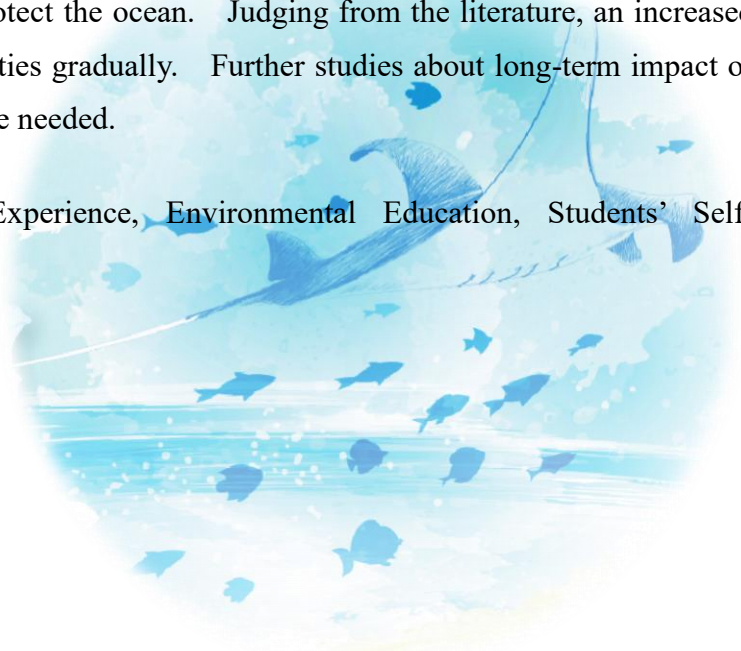 otect the ocean. Judging from the literature, an increased
ties gradually. Further studies about long-term impact o
e needed.
Experience, Environmental Education, Students’ Self